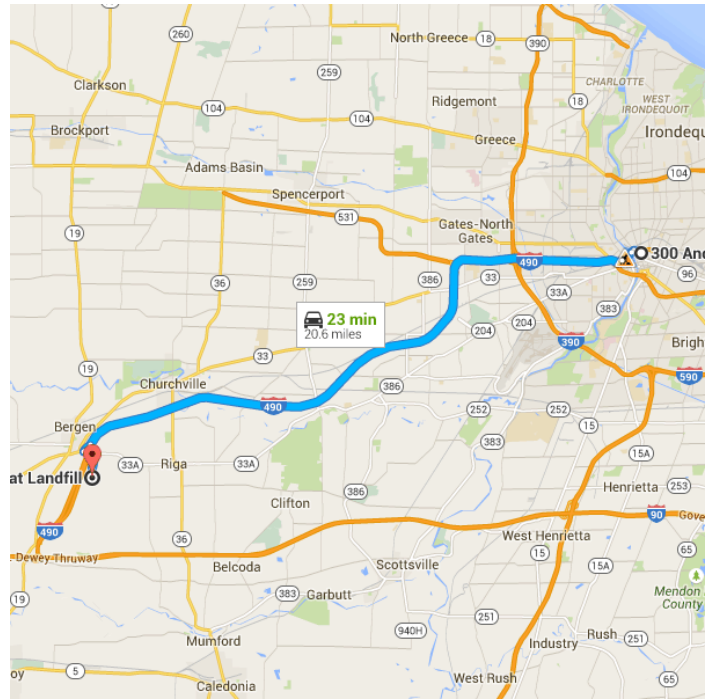 260
18
North Greece
18
390
259
Clarkson
CHARLOTTE
WEST
IRONDEQUOIT
104
Ridgemont
18
Brockport
104
Irondequ
Greece
Adams Basin
104
Spencerport
19
531
Gates-North
Gates
300 And
490
386
33
96
36
259
33A
23 min
20.6 miles
383
204
204
390
Brigh
33
590
19
Churchville
386
490
252
252
15
Bergen
383
33A
Riga
33A
15A
at Landfill
386
Henrietta
253
Clifton
490
90
Gove
36
West Henrietta
Dewey Thruway
15
65
Belcoda
Scottsville
15A
19
383
Garbutt
Mendon
County
251
940H
Rush
251
Mumford
Industry
65
oy
5
West Rush
Caledonia